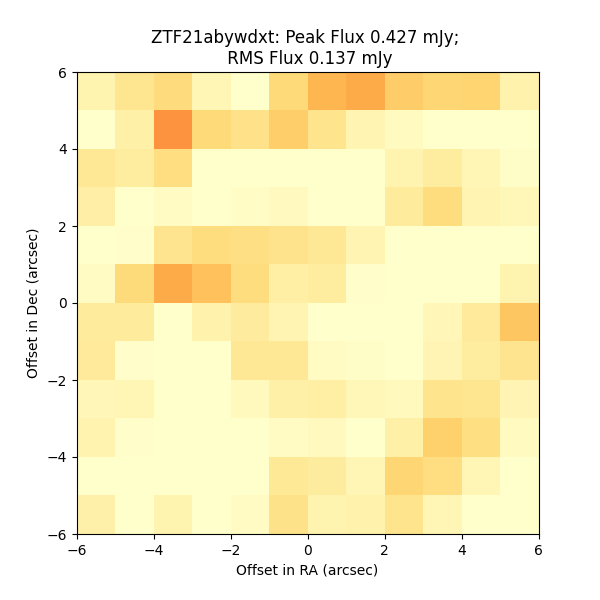 ZTF21abywdxt: Peak Flux 0.427 mJy;
RMS Flux 0.137 mJy
6
4
2
0
−2
−4
−6
Offset in Dec (arcsec)
−6 −4 −2 0 2 4 6
Offset in RA (arcsec)